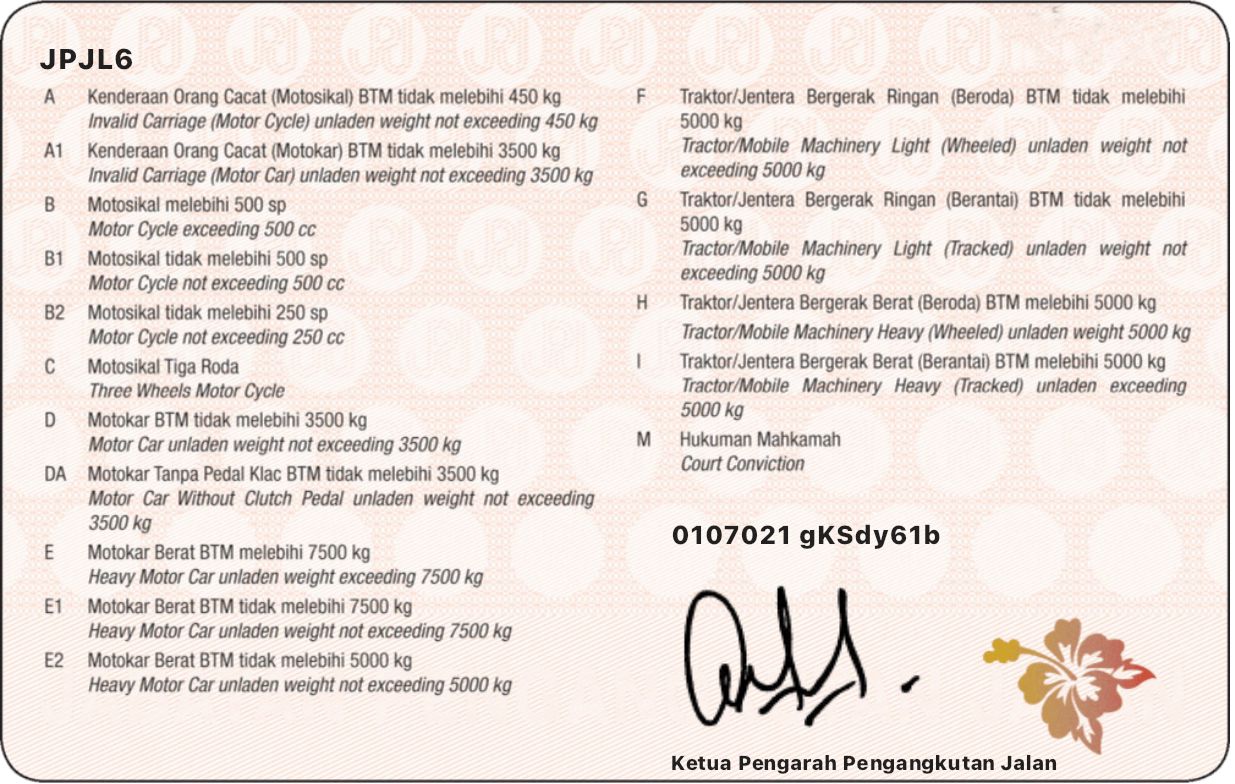 JPJL6
A Kenderaan Orang Cacat (Motosikal) BTM tidak melebihi 450 kg
Invalid Carriage (Motor Cycle) unladen weight not exceeding 450 kg
A1 Kenderaan Orang Cacat (Motokar) BTM tidak melebihi 3500 kg
Invalid Carriage (Motor Car) unladen weight not exceeding 3500 kg
B Motosikal melebihi 500 sp
Motor Cycle exceeding 500 cc
B1 Motosikal tidak melebihi 500 sp
Motor Cycle not exceeding 500 cc
B2 Motosikal tidak melebihi 250 sp
Motor Cycle not exceeding 250 cc
C Motosikal Tiga Roda
Three Wheels Motor Cycle
D Motokar BTM tidak melebihi 3500 kg
Motor Car unladen weight not exceeding 3500 kg
DA Motokar Tanpa Pedal Klac BTM tidak melebihi 3500 kg
Motor Car Without Clutch Pedal unladen weight not exceeding
3500 kg
E Motokar Berat BTM melebihi 7500 kg
Heavy Motor Car unladen weight exceeding 7500 kg
E1 Motokar Berat BTM tidak melebihi 7500 kg
Heavy Motor Car unladen weight not exceeding 7500 kg
E2 Motokar Berat BTM tidak melebihi 5000 kg
Heavy Motor Car unladen weight not exceeding 5000 kg
F Traktor/Jentera Bergerak Ringan (Beroda) BTM tidak melebihi
5000 kg
Tractor/Mobile Machinery Light (Wheeled) unladen weight not
exceeding 5000 kg
G Traktor/Jentera Bergerak Ringan (Berantai) BTM tidak melebihi
5000 kg
Tractor/Mobile Machinery Light (Tracked) unladen weight not
exceeding 5000 kg
H Traktor/Jentera Bergerak Berat (Beroda) BTM melebihi 5000 kg
Tractor/Mobile Machinery Heavy (Wheeled) unladen weight 5000 kg
I Traktor/Jentera Bergerak Berat (Berantai) BTM melebihi 5000 kg
Tractor/Mobile Machinery Heavy (Tracked) unladen exceeding
5000 kg
M Hukuman Mahkamah
Court Conviction
0107021 gKSdy61b
Ketua Pengarah Pengangkutan Jalan